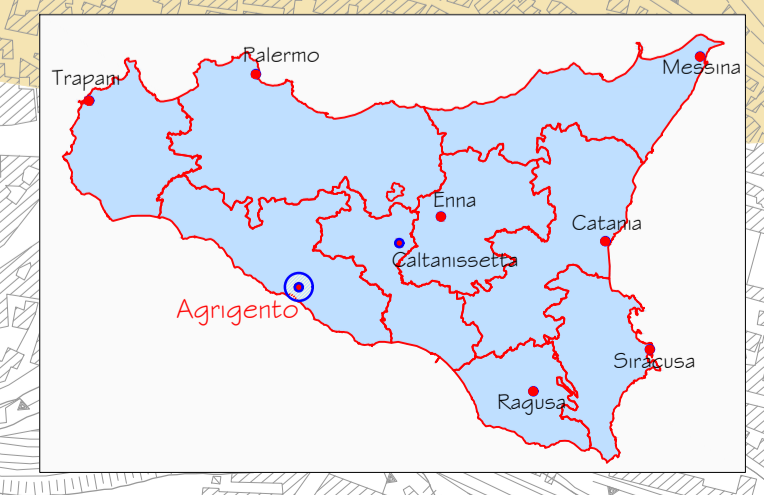 Palermo
Messina
Trapani
Enna
Catania
Caltanissetta
Agrigento
Siracusa
Ragusa